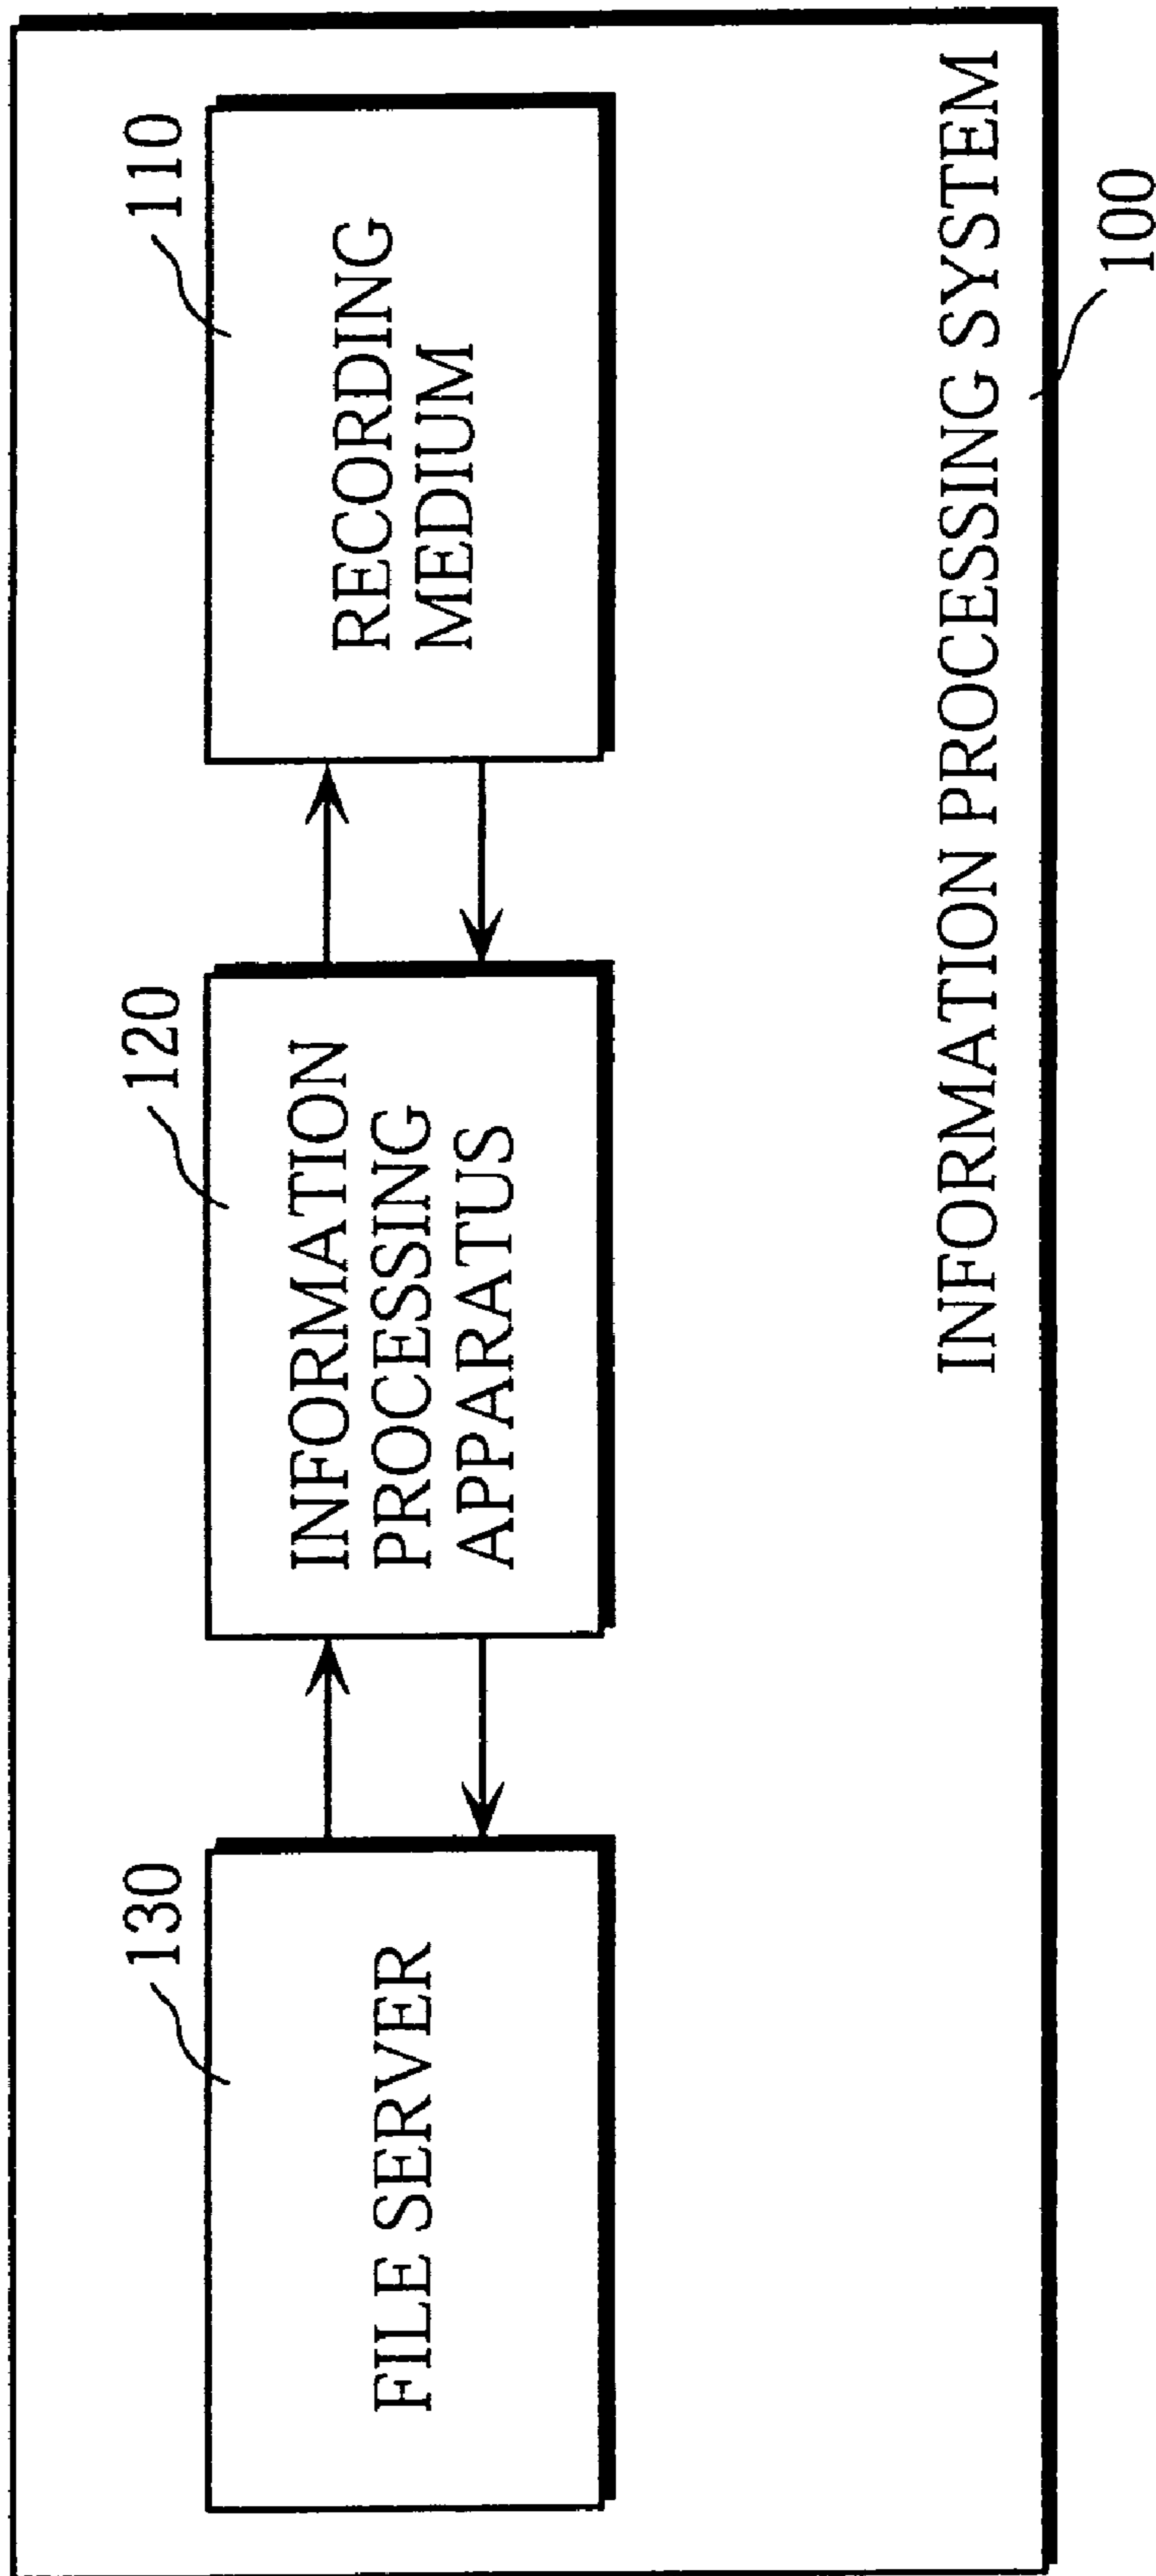 130
FILE SERVER
120
INFORMATION
PROCESSING
APPARATUS
110
RECORDING
MEDIUM
INFORMATION PROCESSING SYSTEM
100